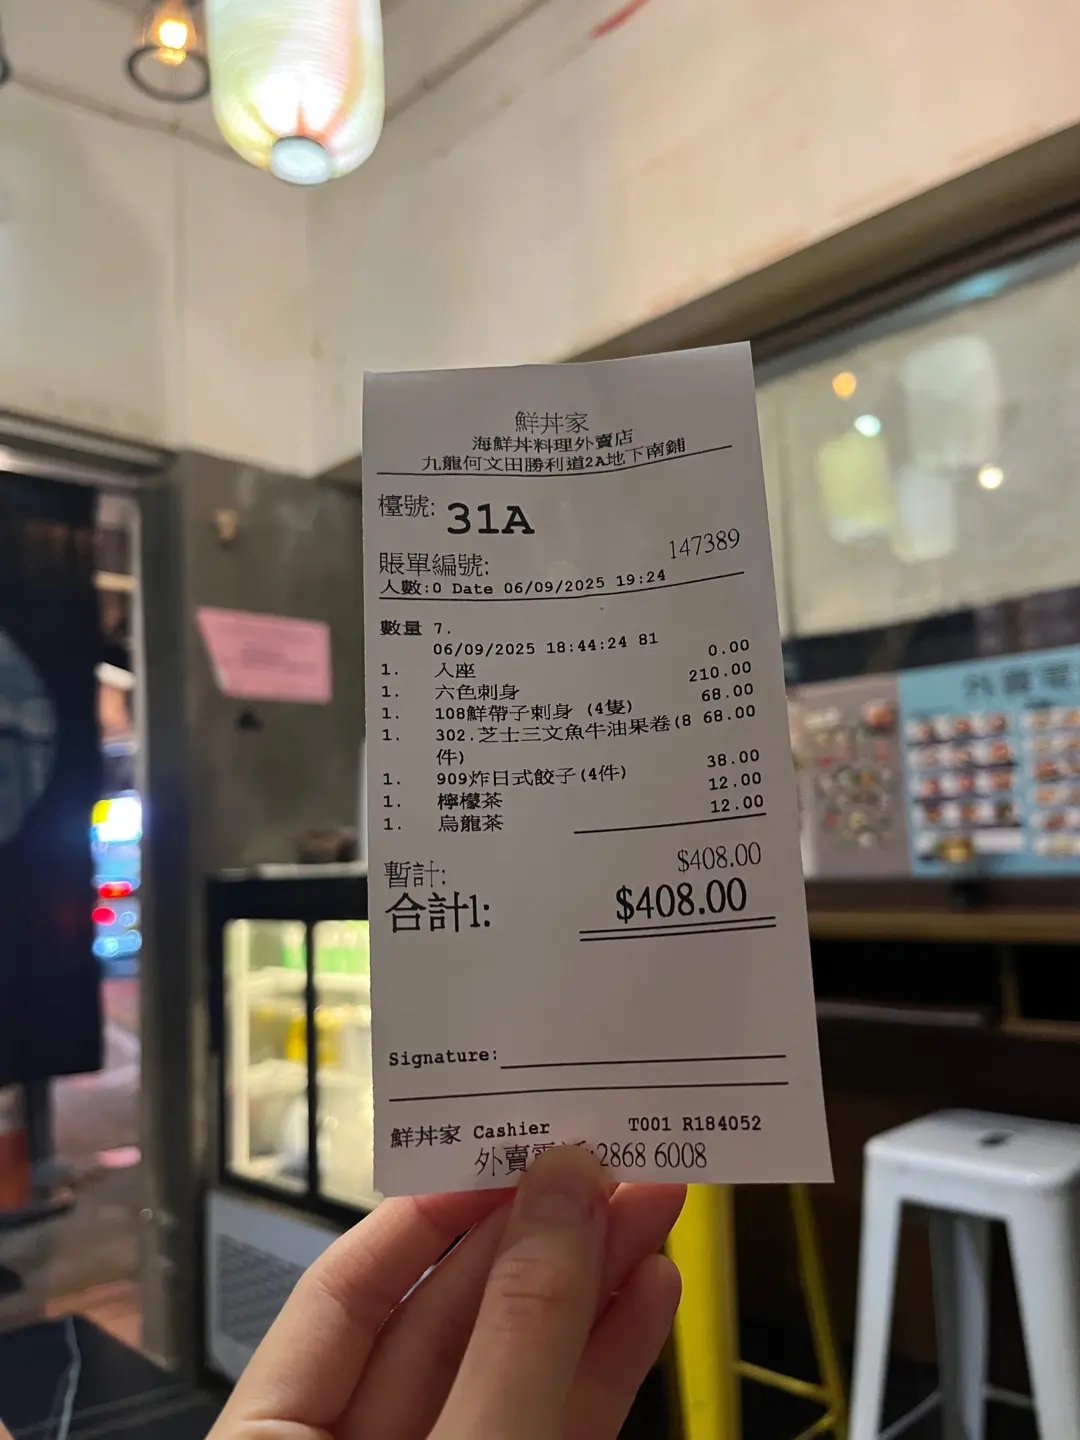 鮮丼家
海鮮丼料理外賣店
九龍何文田勝利道2A地下南鋪
檯號: 31A
賬單編號: 147389
人數:0 Date 06/09/2025 19:24
數量 7.
06/09/2025 18:44:24 81
1. 入座 0.00
1. 六色刺身 210.00
1. 108鮮帶子刺身 (4隻) 68.00
1. 302.芝士三文魚牛油果卷(8 68.00
件)
1. 909炸日式餃子(4件) 38.00
1. 檸檬茶 12.00
1. 烏龍茶 12.00
暫計: $408.00
合計1: $408.00
Signature:
鮮丼家 Cashier T001 R184052
外賣電話:2868 6008
外賣電